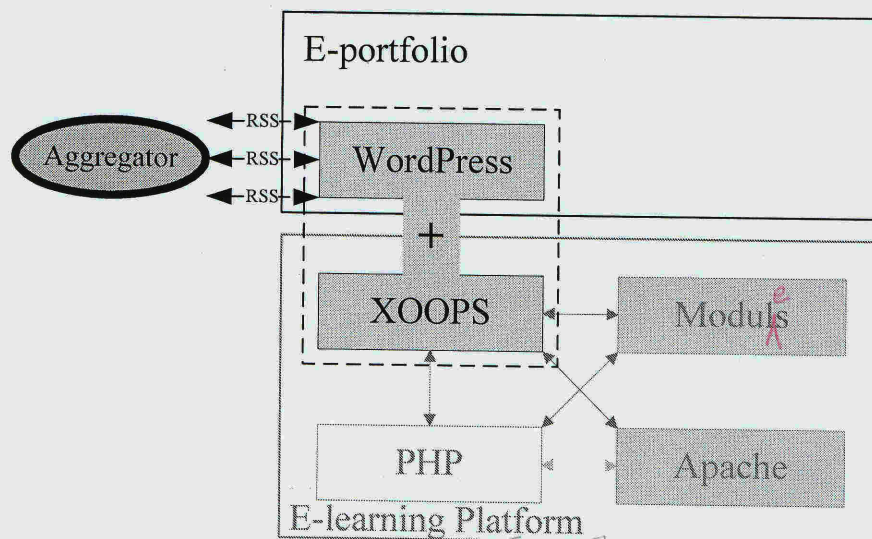 E-portfolio
RSS
Aggregator
RSS
WordPress
RSS
+
XOOPS
Moduls
e
PHP
Apache
E-learning Platform